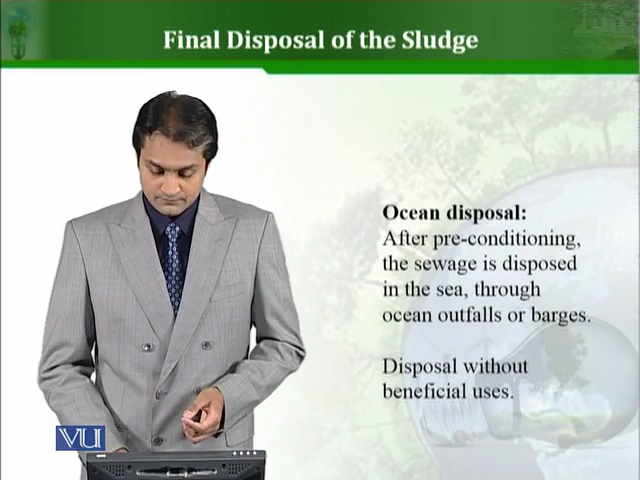 Final Disposal of the Sludge
Ocean disposal:
After pre-conditioning,
the sewage is disposed
in the sea, through
ocean outfalls or barges.
Disposal without
beneficial uses.
VU